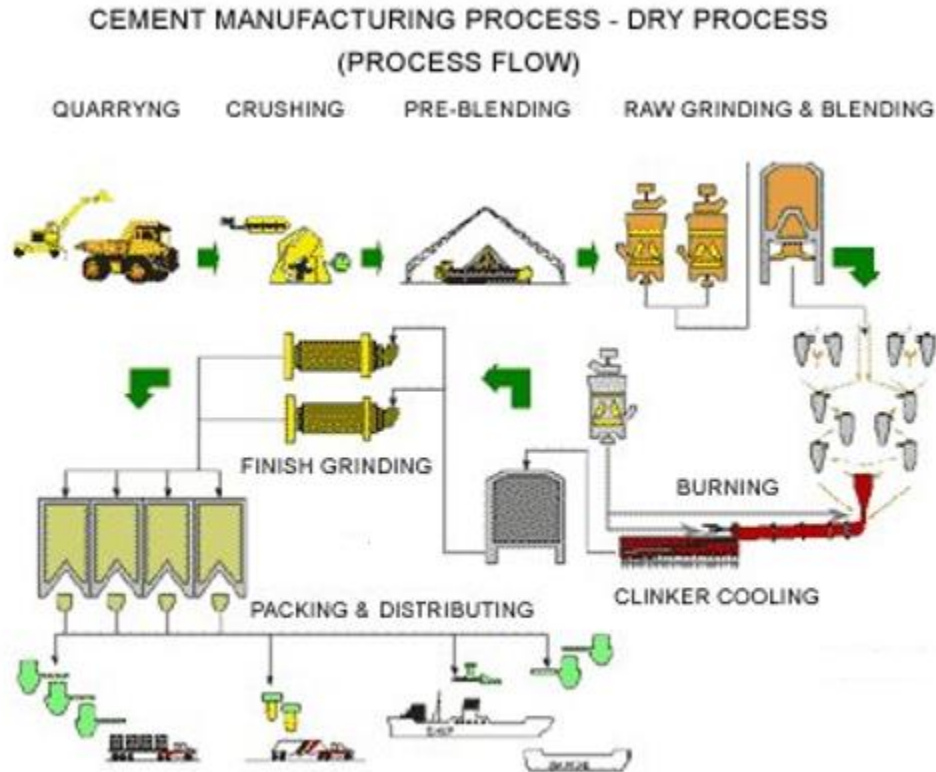 CEMENT MANUFACTURING PROCESS - DRY PROCESS
(PROCESS FLOW)
QUARRYNG
CRUSHING
PRE-BLENDING
RAW GRINDING & BLENDING
FINISH GRINDING
BURNING
CLINKER COOLING
PACKING & DISTRIBUTING
SHIP
BARGE